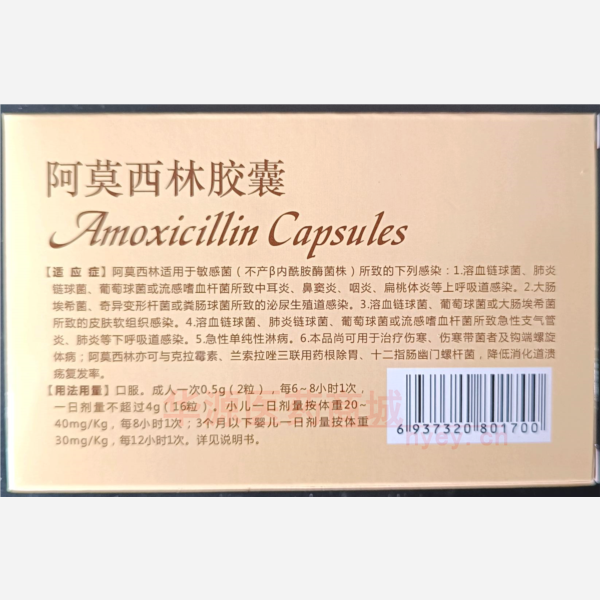 阿莫西林胶囊
Amoxicillin Capsules
【适 应 症】阿莫西林适用于敏感菌（不产β内酰胺酶菌株）所致的下列感染：1.溶血链球菌、肺炎
链球菌、葡萄球菌或流感嗜血杆菌所致中耳炎、鼻窦炎、咽炎、扁桃体炎等上呼吸道感染。2.大肠
埃希菌、奇异变形杆菌或粪肠球菌所致的泌尿生殖道感染。3.溶血链球菌、葡萄球菌或大肠埃希菌
所致的皮肤软组织感染。4.溶血链球菌、肺炎链球菌、葡萄球菌或流感嗜血杆菌所致急性支气管
炎、肺炎等下呼吸道感染。5.急性单纯性淋病。6.本品尚可用于治疗伤寒、伤寒带菌者及钩端螺旋
体病；阿莫西林亦可与克拉霉素、兰索拉唑三联用药根除胃、十二指肠幽门螺杆菌，降低消化道溃
疡复发率。
【用法用量】口服。成人一次0.5g（2粒），每6~8小时1次，
一日剂量不超过4g（16粒）。小儿一日剂量按体重20~
40mg/Kg，每8小时1次；3个月以下婴儿一日剂量按体重
30mg/Kg，每12小时1次。详见说明书。
6 937320 801700
hyey.cn